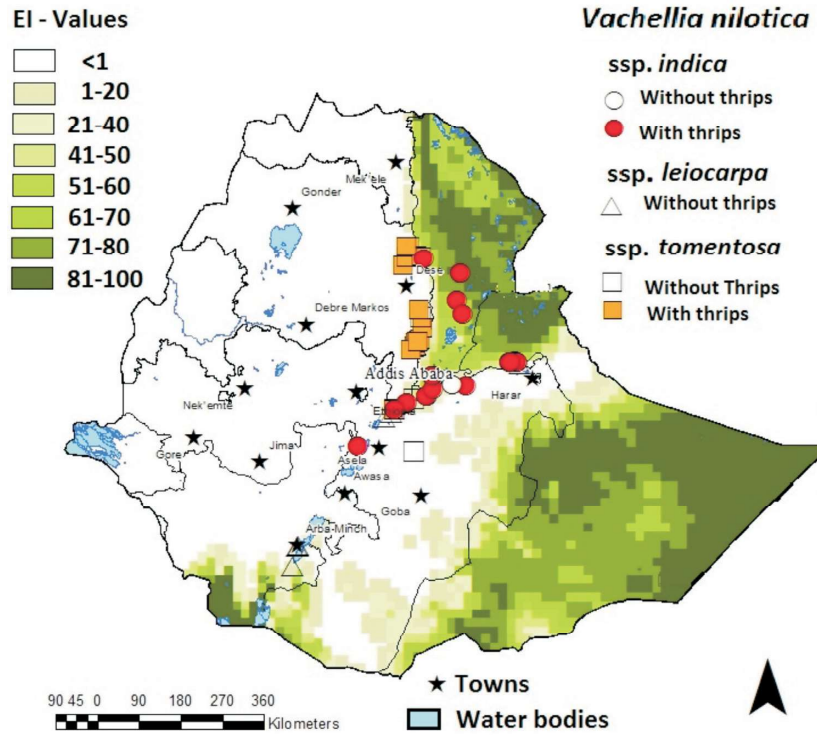 EI - Values
<1
1-20
21-40
41-50
51-60
61-70
71-80
81-100
Vachellia nilotica
ssp. indica
Without thrips
With thrips
ssp. leiocarpa
Without thrips
ssp. tomentosa
Without Thrips
With thrips
Mek'ele
Gonder
Dese
Debre Markos
Addis Ababa
Nek'emte
Harar
Gore
Jima
Asela
Awasa
Goba
Arba-Minch
90 45 0 90 180 270 360
Kilometers
Towns
Water bodies